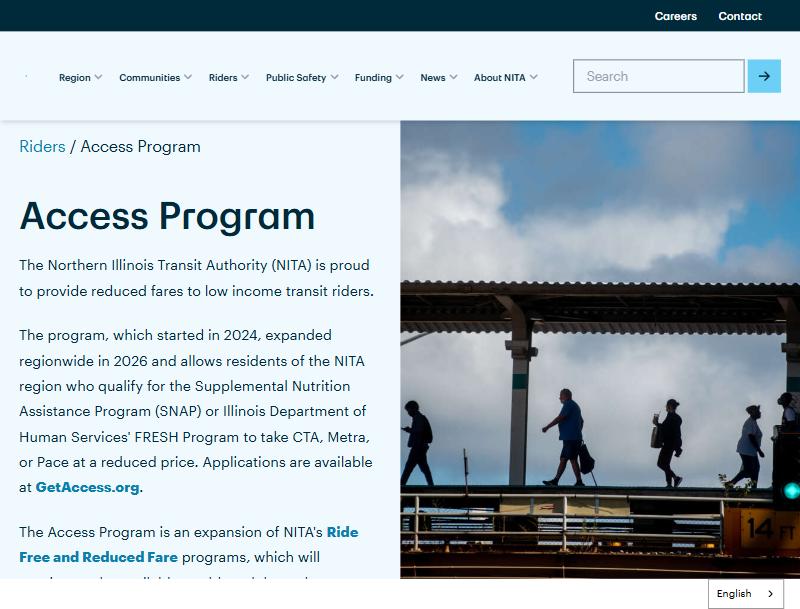 Careers Contact
Region Communities Riders Public Safety Funding News About NITA Search
Riders / Access Program
Access Program
The Northern Illinois Transit Authority (NITA) is proud
to provide reduced fares to low income transit riders.
The program, which started in 2024, expanded
regionwide in 2026 and allows residents of the NITA
region who qualify for the Supplemental Nutrition
Assistance Program (SNAP) or Illinois Department of
Human Services' FRESH Program to take CTA, Metra,
or Pace at a reduced price. Applications are available
at GetAccess.org.
The Access Program is an expansion of NITA's Ride
Free and Reduced Fare programs, which will
14 FT
English